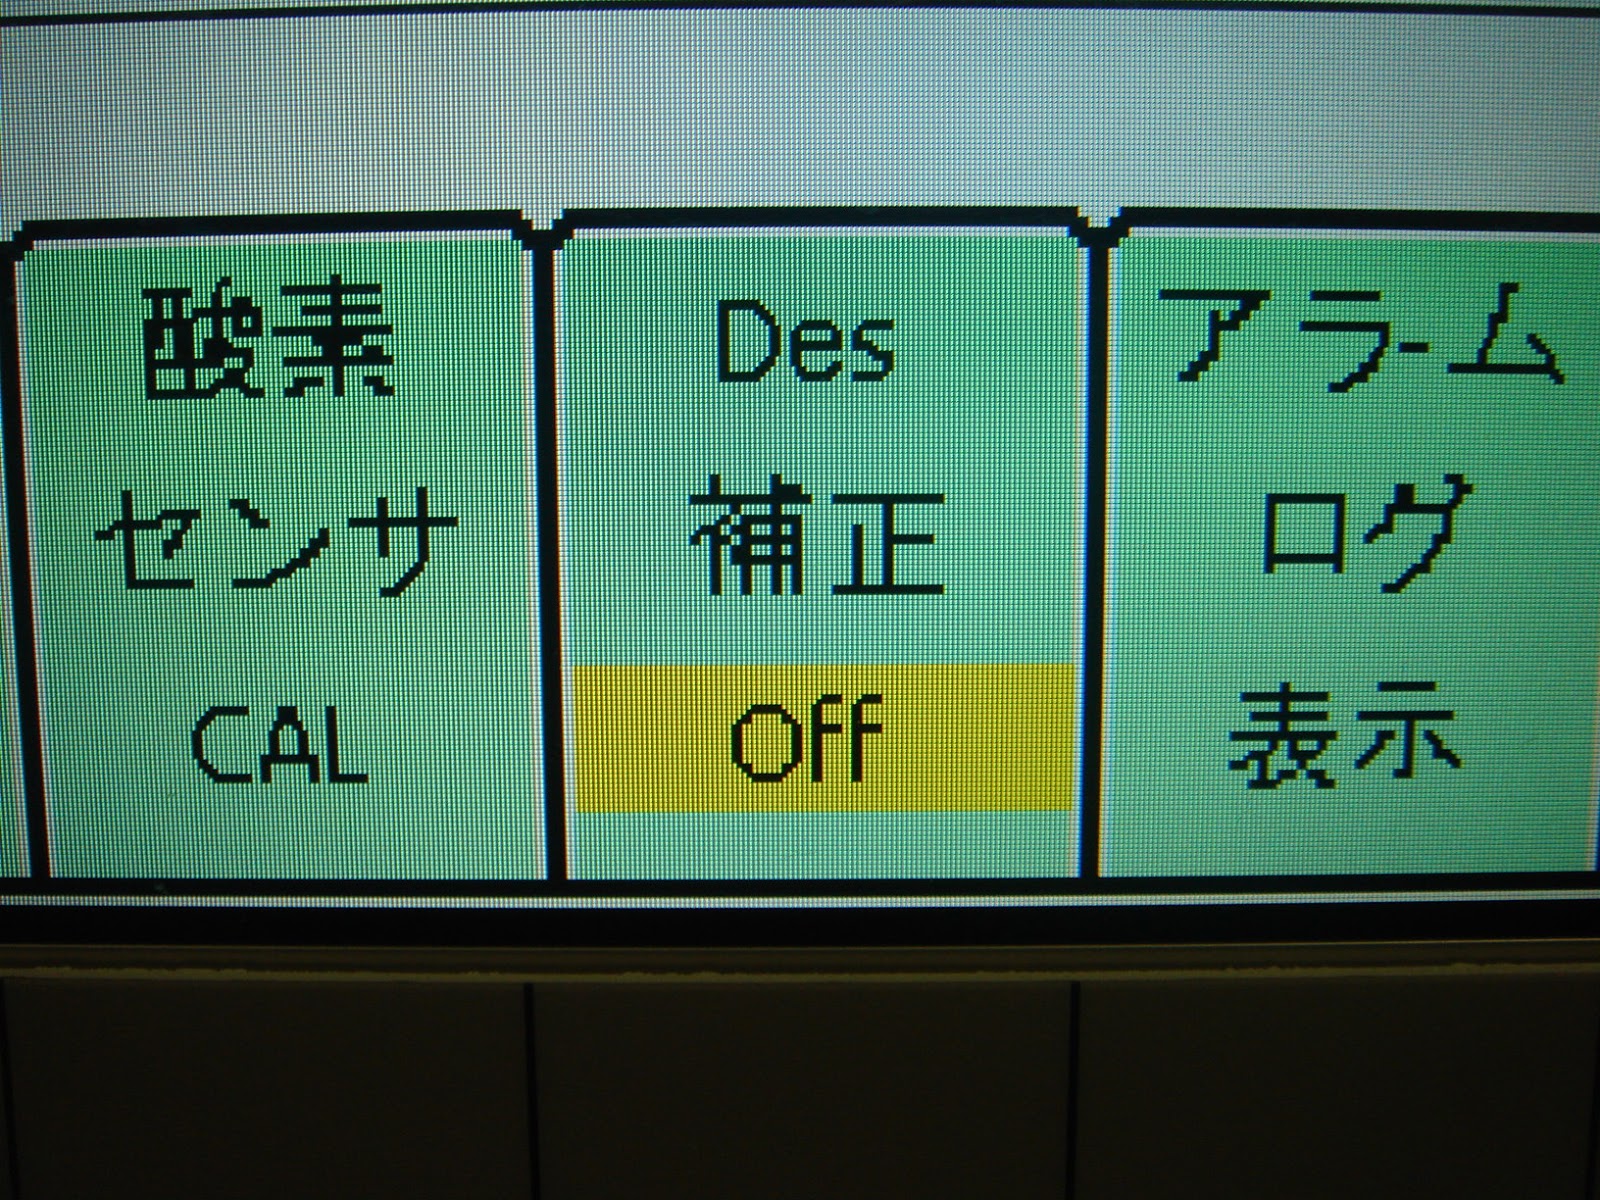 酸素
センサ
CAL
Des
補正
Off
アラーム
ログ
表示